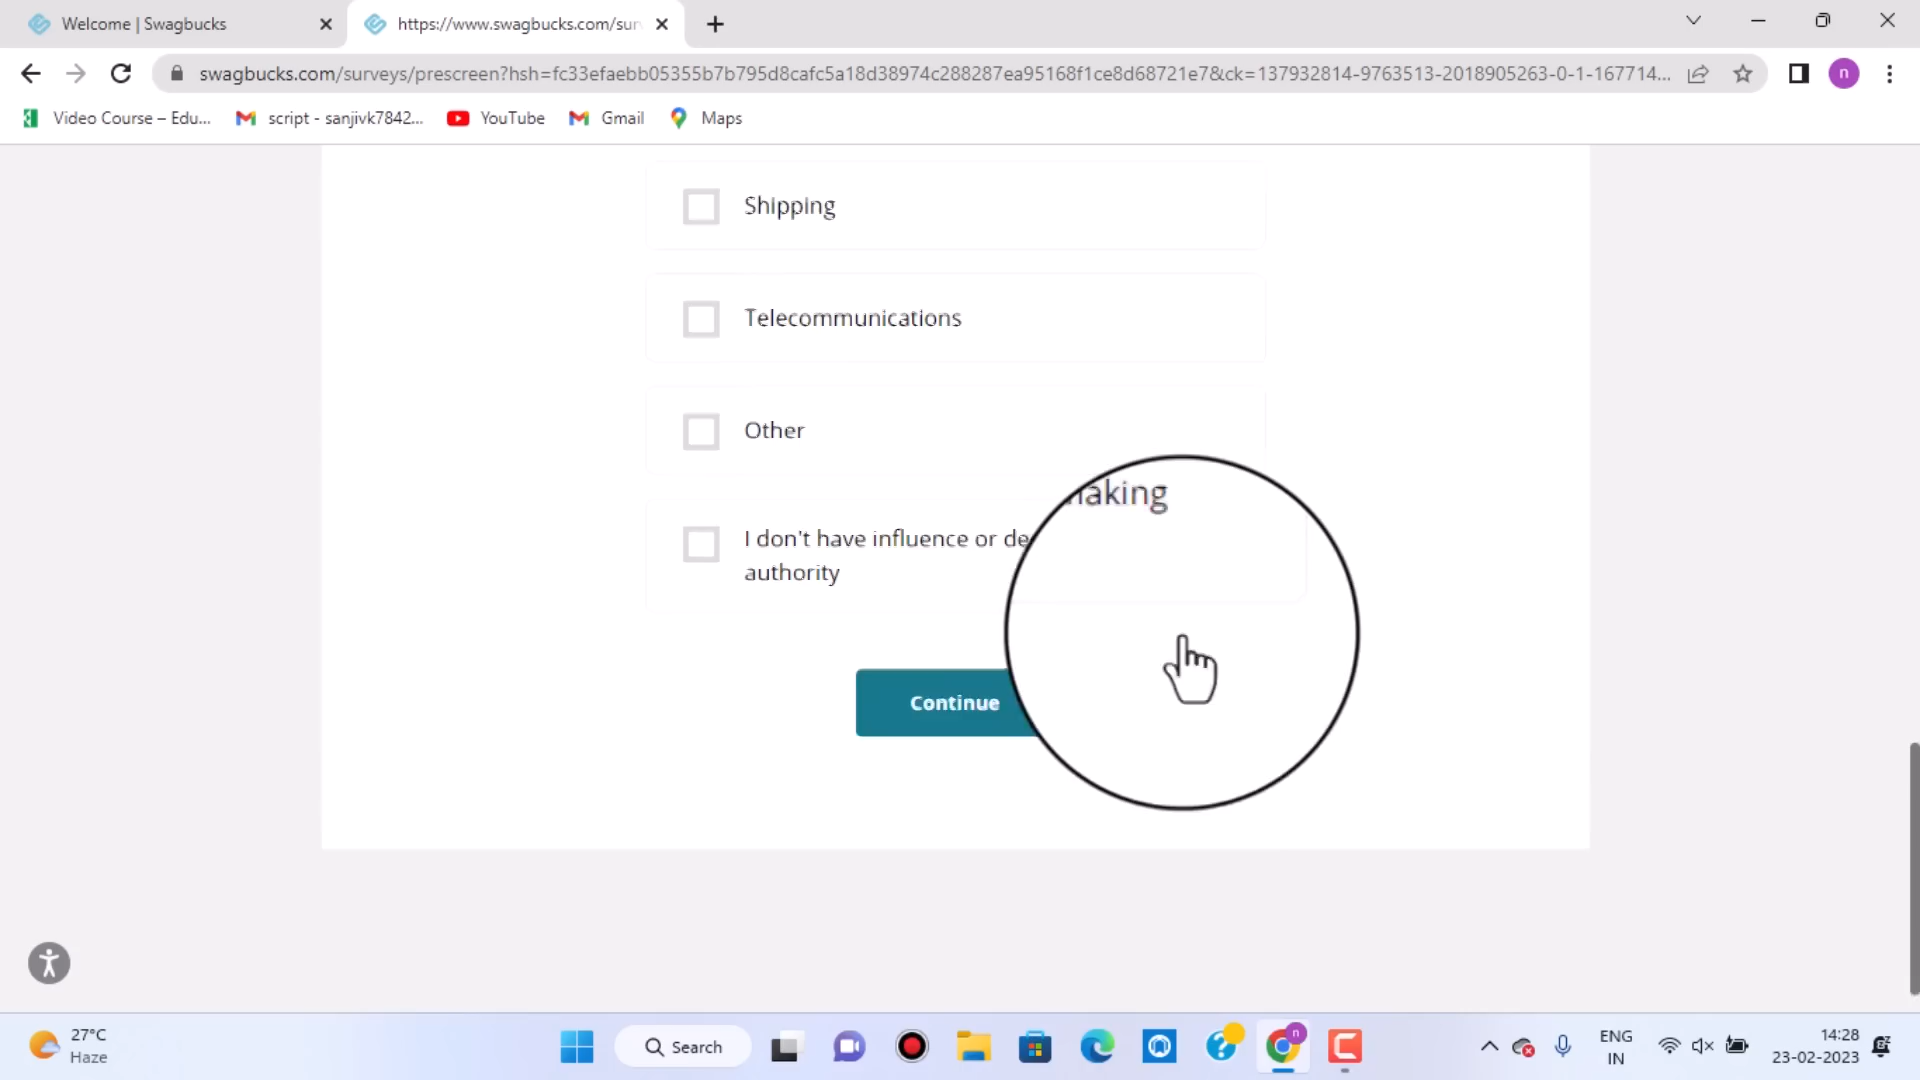 Welcome | Swagbucks
https://www.swagbucks.com/sur
swagbucks.com/surveys/prescreen?hsh=fc33efaebb05355b7b795d8cafc5a18d38974c288287ea95168f1ce8d68721e7&ck=137932814-9763513-2018905263-0-1-167714...
n
Video Course – Edu...
script - sanjivk7842...
YouTube
Gmail
Maps
Shipping
Telecommunications
Other
making
I don't have influence or de
authority
Continue
27°C
Haze
Search
n
ENG
IN
14:28
23-02-2023